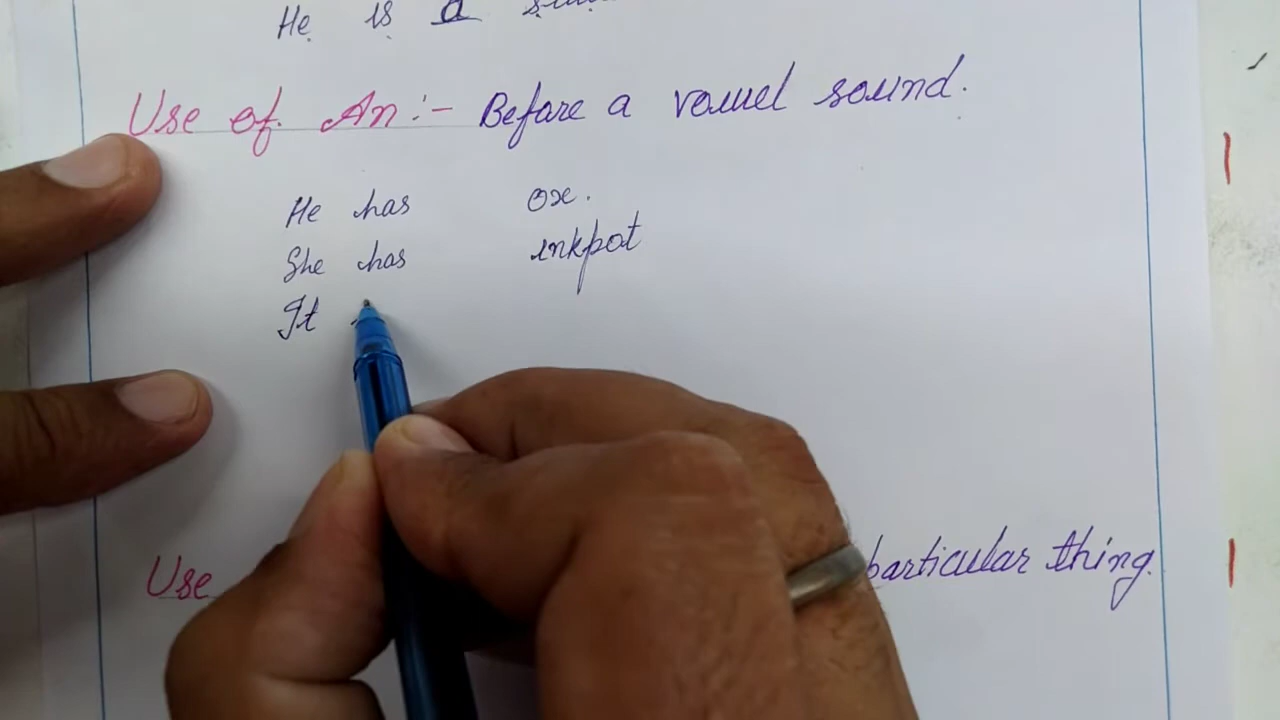 He is a
Use of An :- Before a vowel sound.
He has ox.
She has inkpot
It
Use particular thing.